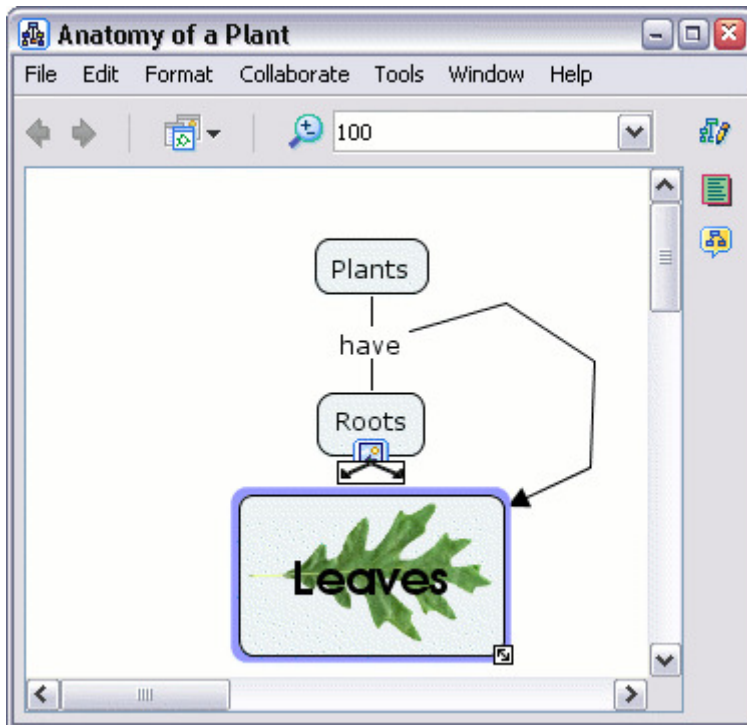 Anatomy of a Plant
File Edit Format Collaborate Tools Window Help
100
Plants
have
Roots
Leaves